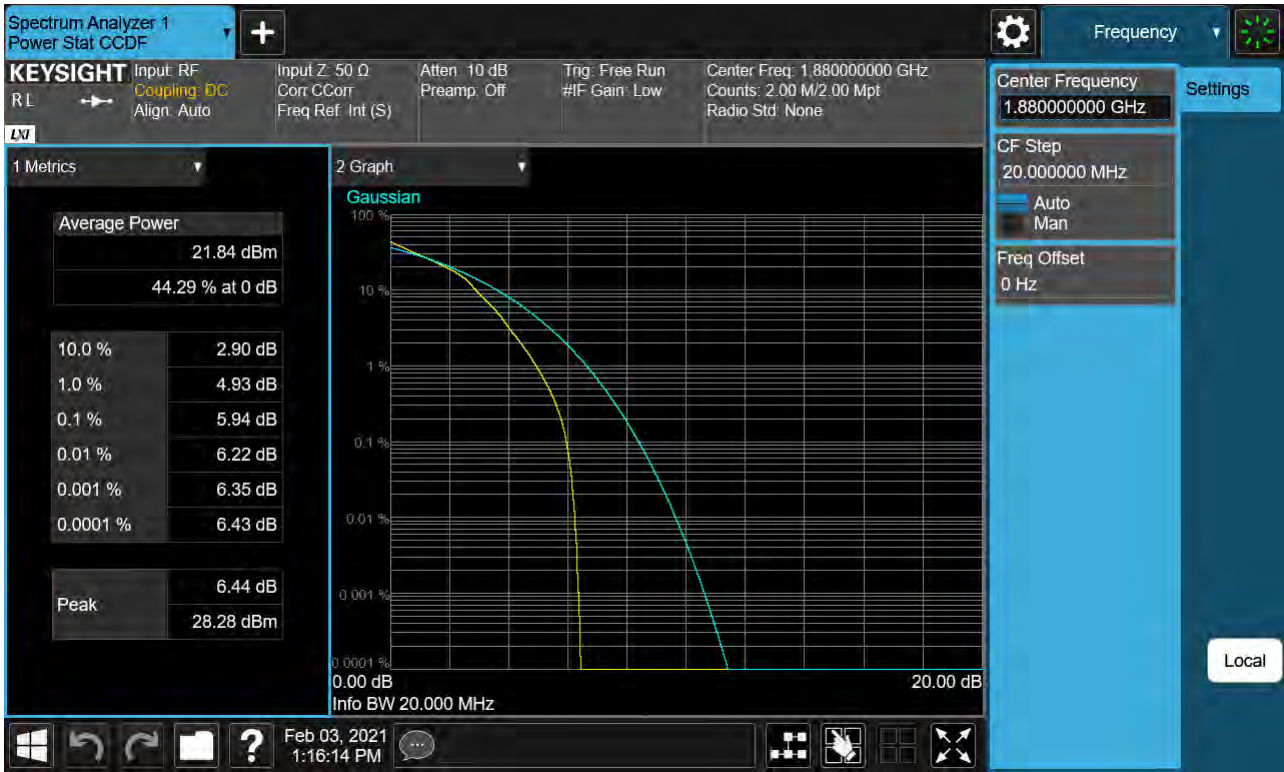 Spectrum Analyzer 1
Power Stat CCDF
Frequency
KEYSIGHT
R L
LXI
Input: RF
Coupling: DC
Align: Auto
Input Z: 50 Ω
Corr CCorr
Freq Ref: Int (S)
Atten: 10 dB
Preamp: Off
Trig: Free Run
#IF Gain: Low
Center Freq: 1.880000000 GHz
Counts: 2.00 M/2.00 Mpt
Radio Std: None
Center Frequency
1.880000000 GHz
Settings
CF Step
20.000000 MHz
Auto
Man
Freq Offset
0 Hz
1 Metrics
Average Power
21.84 dBm
44.29 % at 0 dB
10.0 % 2.90 dB
1.0 % 4.93 dB
0.1 % 5.94 dB
0.01 % 6.22 dB
0.001 % 6.35 dB
0.0001 % 6.43 dB
Peak
6.44 dB
28.28 dBm
2 Graph
Gaussian
100 %
10 %
1 %
0.1 %
0.01 %
0.001 %
0.0001 %
0.00 dB 20.00 dB
Info BW 20.000 MHz
Local
?
Feb 03, 2021
1:16:14 PM